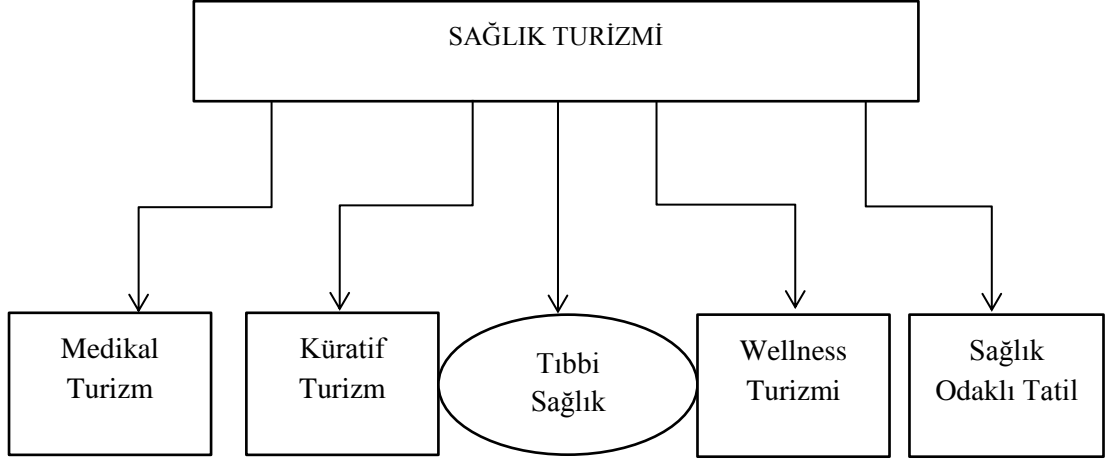 SAĞLIK TURİZMİ
Medikal
Turizm
Küratif
Turizm
Tıbbi
Sağlık
Wellness
Turizmi
Sağlık
Odaklı Tatil